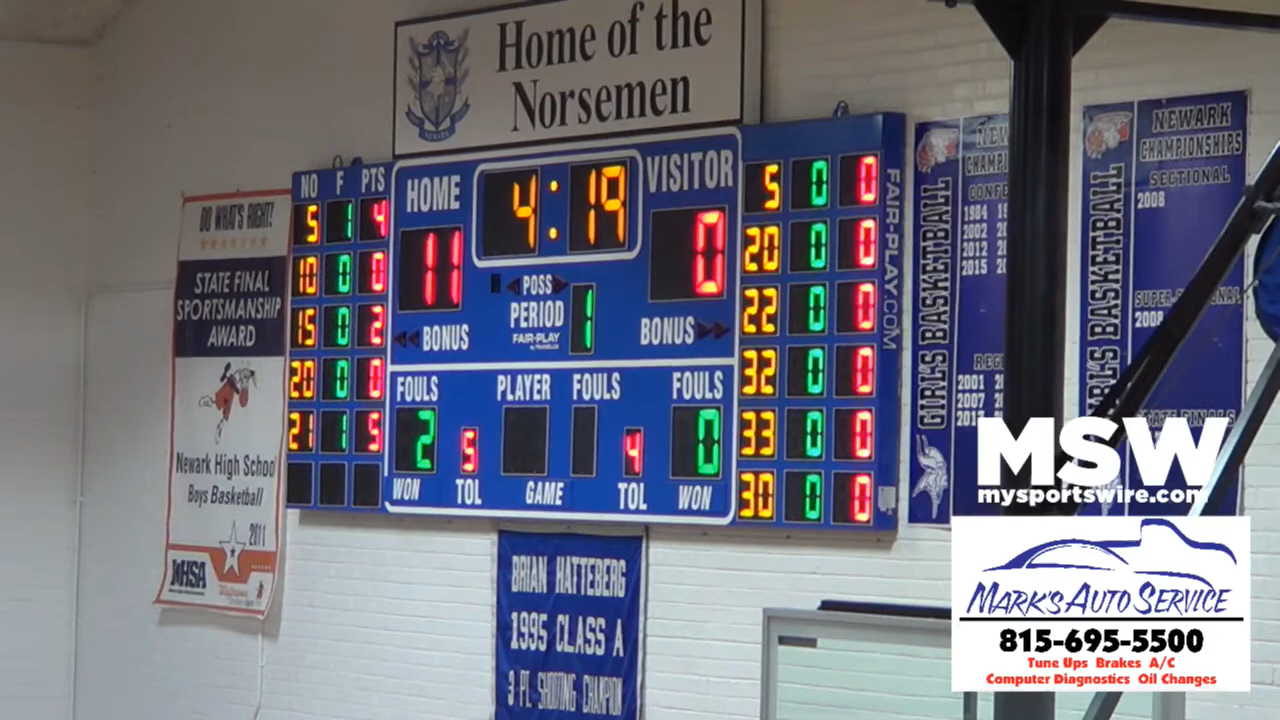 Home of the
Norsemen
NEWARK
DO WHAT'S RIGHT!
STATE FINAL
SPORTSMANSHIP
AWARD
Newark High School
Boys Basketball
2011
IHSA
NO F PTS
5 1 4
10 0 0
15 0 2
20 0 0
21 1 5
HOME
11
4:19
VISITOR
0
POSS
PERIOD
1
FAIR-PLAY
BONUS
BONUS
FOULS
2
WON
5
TOL
PLAYER
FOULS
GAME
4
TOL
FOULS
0
WON
5 0 0
20 0 0
22 0 0
32 0 0
33 0 0
30 0 0
FAIR-PLAY.COM
BRIAN HATTEBERG
1995 CLASS A
3 PT. SHOOTING CHAMPION
GIRL'S BASKETBALL
1984
2002
2012
2015
2001
2007
GIRL'S BASKETBALL
NEWARK
CHAMPIONSHIPS
SECTIONAL
2008
2008
STATE FINALS
MSW
mysportswire.com
MARK'S AUTO SERVICE
815-695-5500
Tune Ups Brakes A/C
Computer Diagnostics Oil Changes